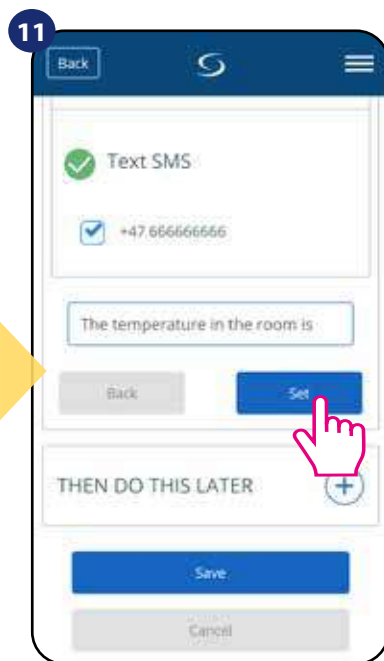 11
Back
Text SMS
+47 666666666
The temperature in the room is
Back
Set
THEN DO THIS LATER
Save
Cancel